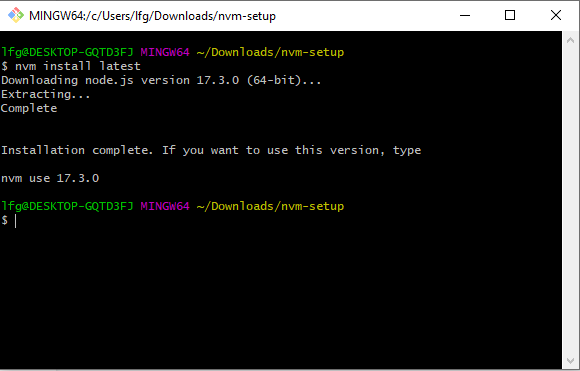 MINGW64:/c/Users/lfg/Downloads/nvm-setup
lfg@DESKTOP-GQTD3FJ MINGW64 ~/Downloads/nvm-setup
$ nvm install latest
Downloading node.js version 17.3.0 (64-bit)...
Extracting...
Complete
Installation complete. If you want to use this version, type
nvm use 17.3.0
lfg@DESKTOP-GQTD3FJ MINGW64 ~/Downloads/nvm-setup
$